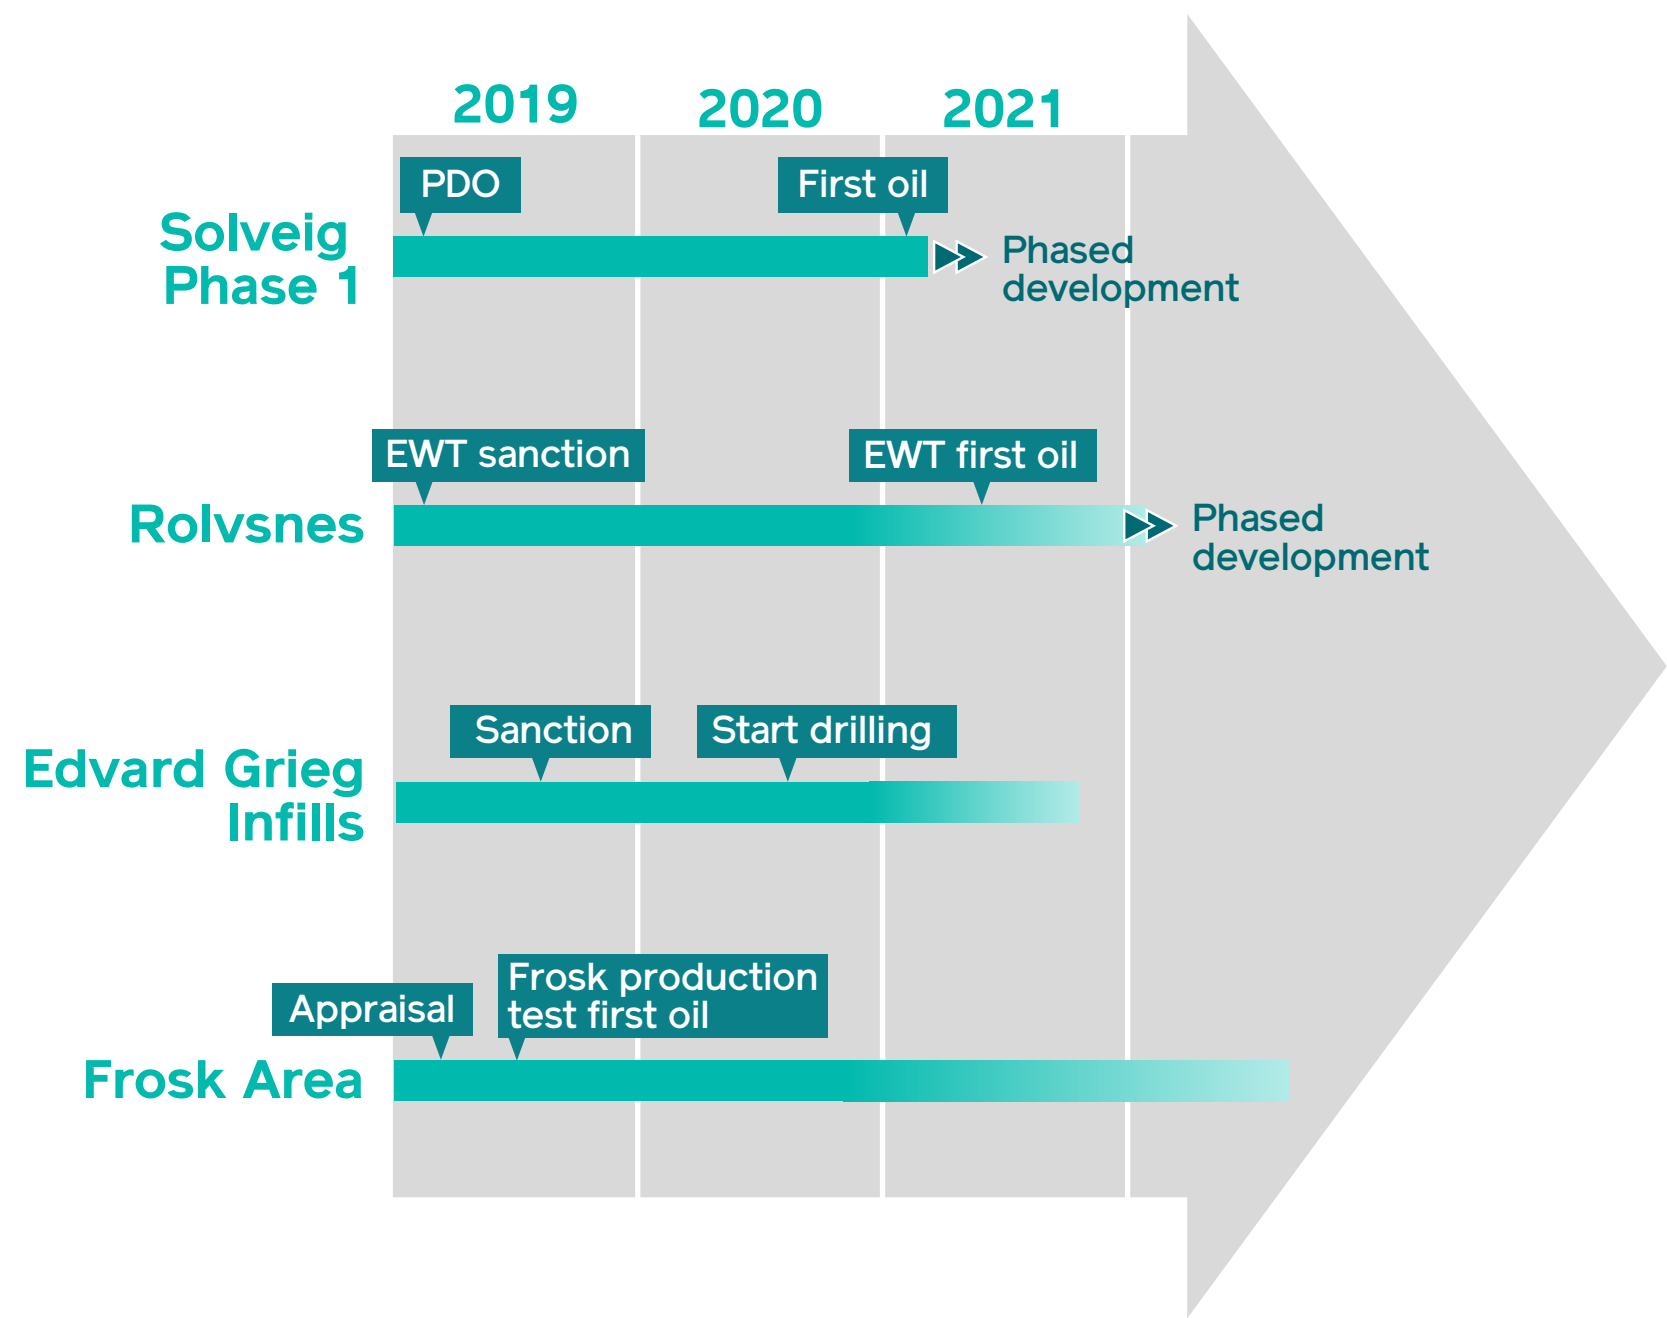 2019
2020
2021
PDO
First oil
Solveig
Phase 1
Phased
development
EWT sanction
EWT first oil
Rolvsnes
Phased
development
Sanction
Start drilling
Edvard Grieg
Infills
Appraisal
Frosk production
test first oil
Frosk Area